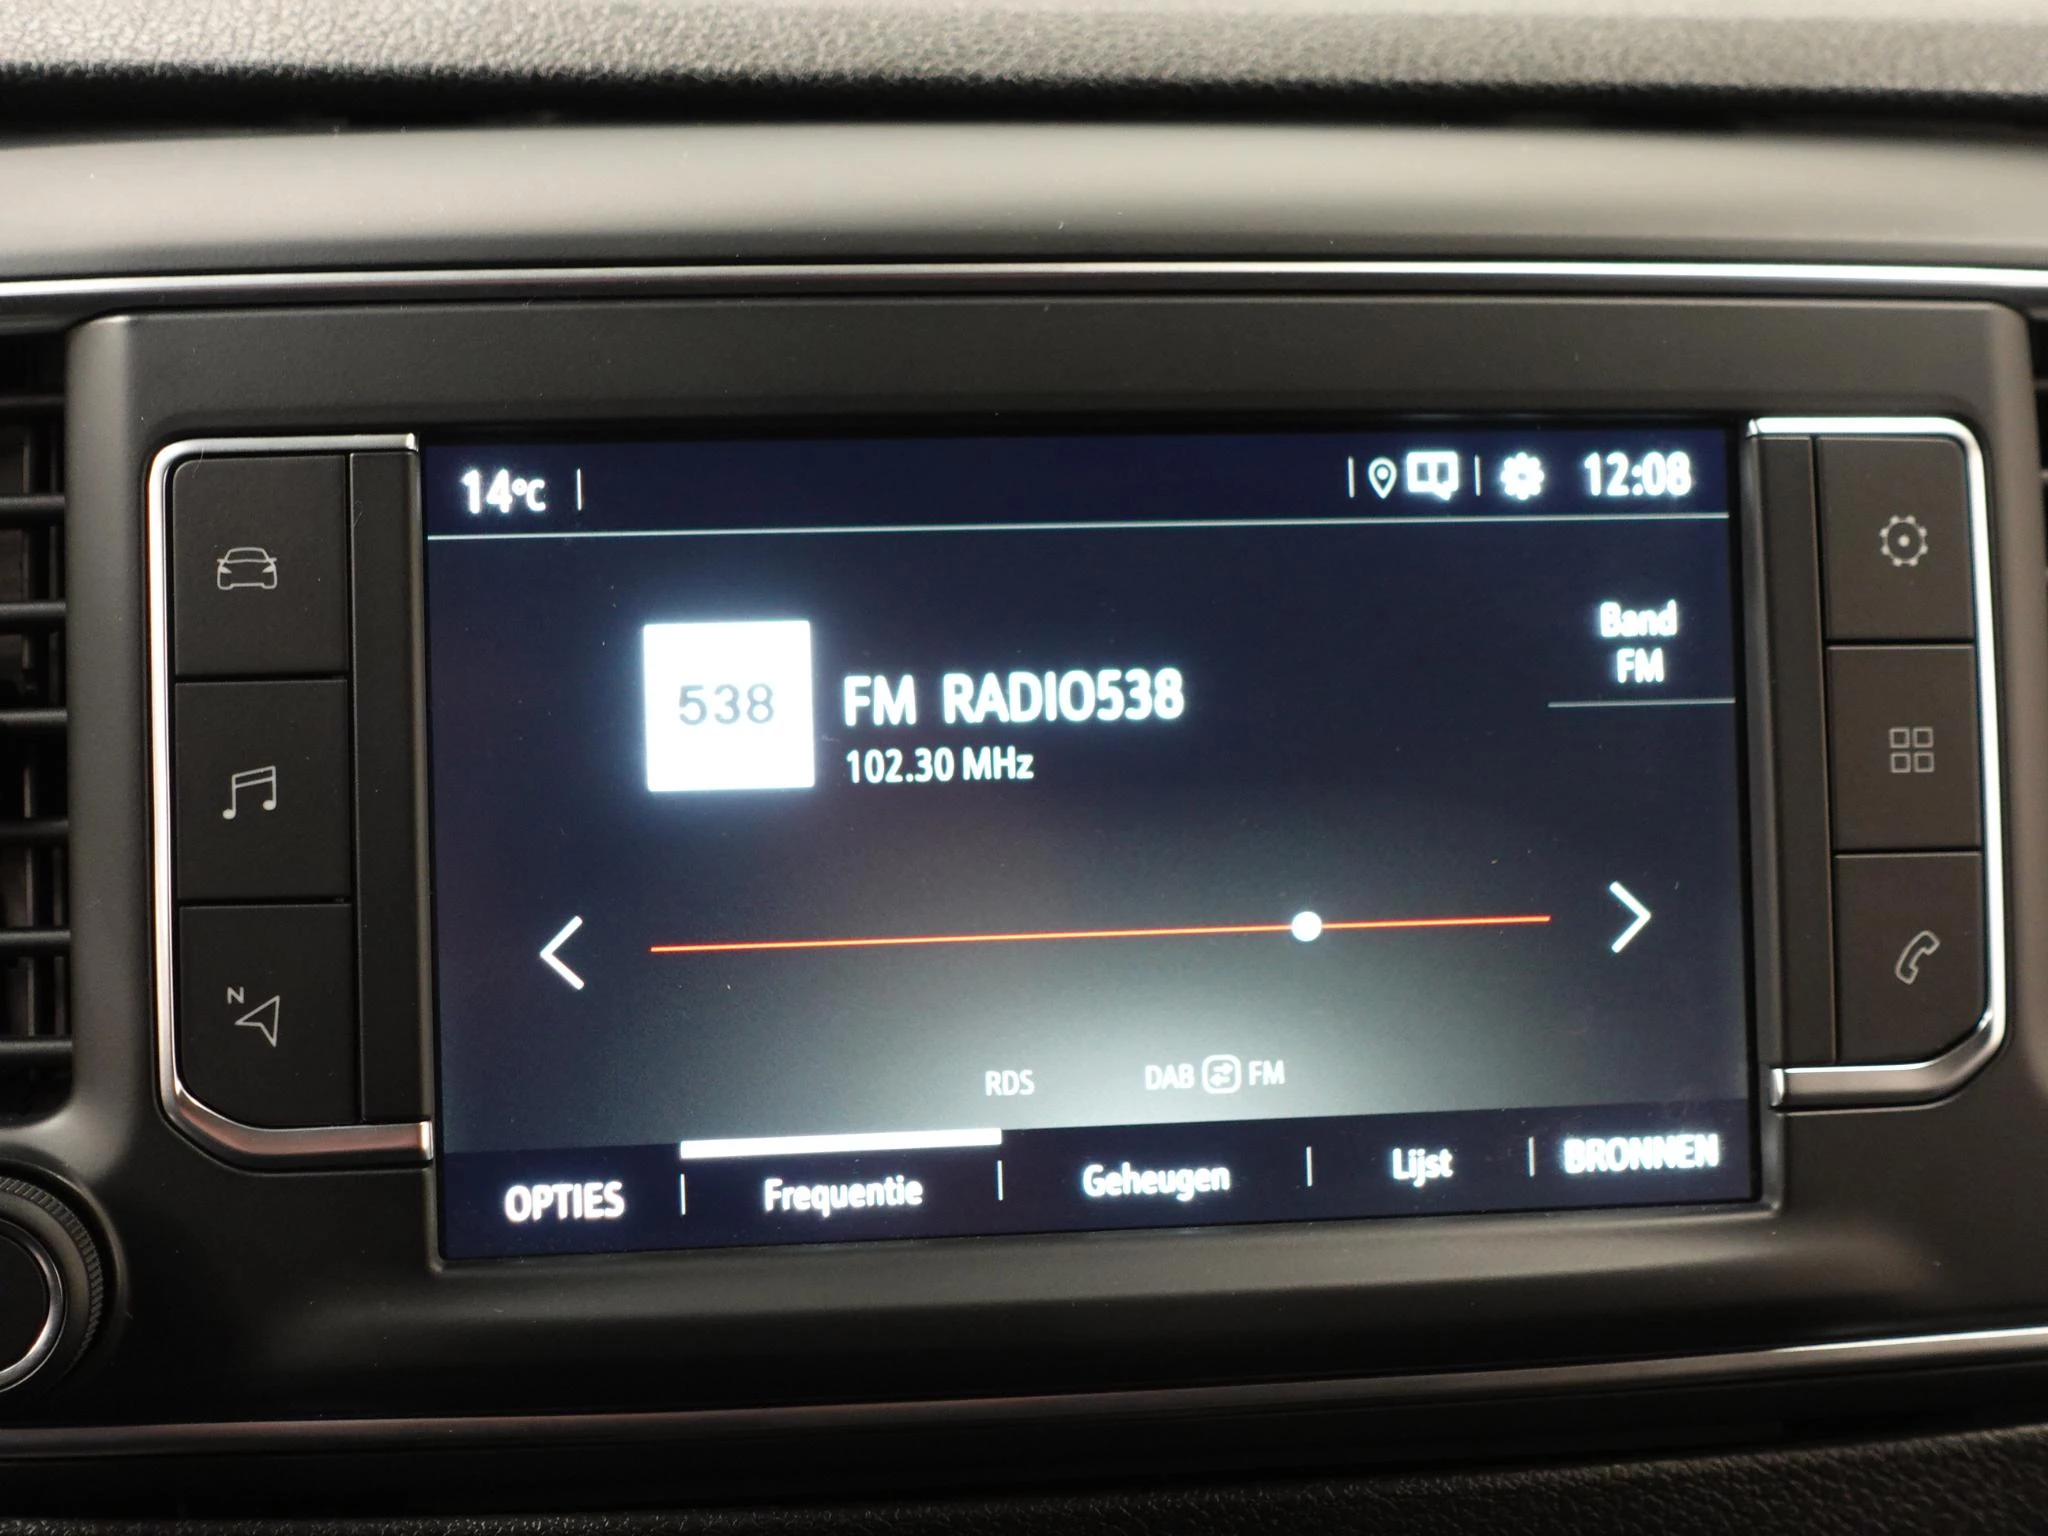 14°C
12:08
Band
FM
538
FM RADIO538
102.30 MHz
N
RDS
DAB FM
OPTIES
Frequentie
Geheugen
Lijst
BRONNEN